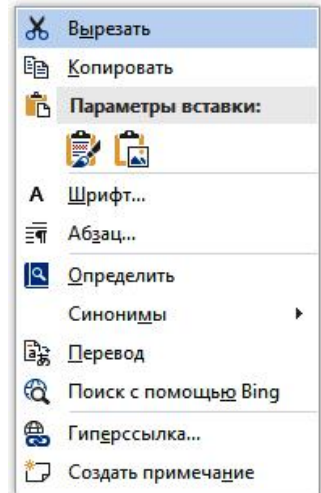 Вырезать
Копировать
Параметры вставки:
Шрифт...
Абзац...
Определить
Синонимы
Перевод
Поиск с помощью Bing
Гиперссылка...
Создать примечание